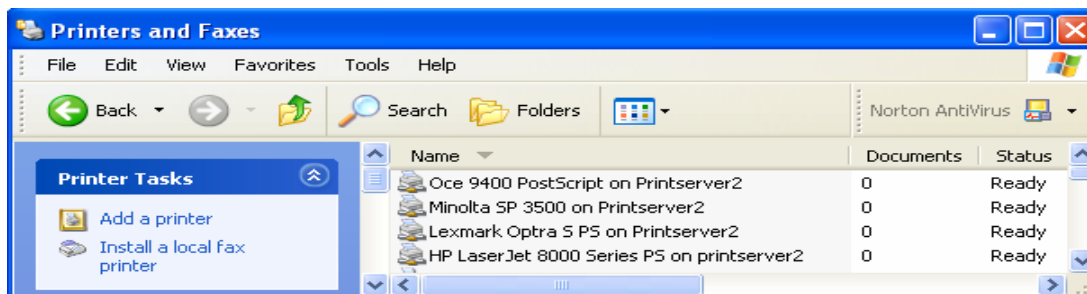 Printers and Faxes
File Edit View Favorites Tools Help
Back Search Folders Norton AntiVirus
Name Documents Status
Printer Tasks
Add a printer
Install a local fax
printer
Oce 9400 PostScript on Printserver2 0 Ready
Minolta SP 3500 on Printserver2 0 Ready
Lexmark Optra S PS on Printserver2 0 Ready
HP LaserJet 8000 Series PS on printserver2 0 Ready